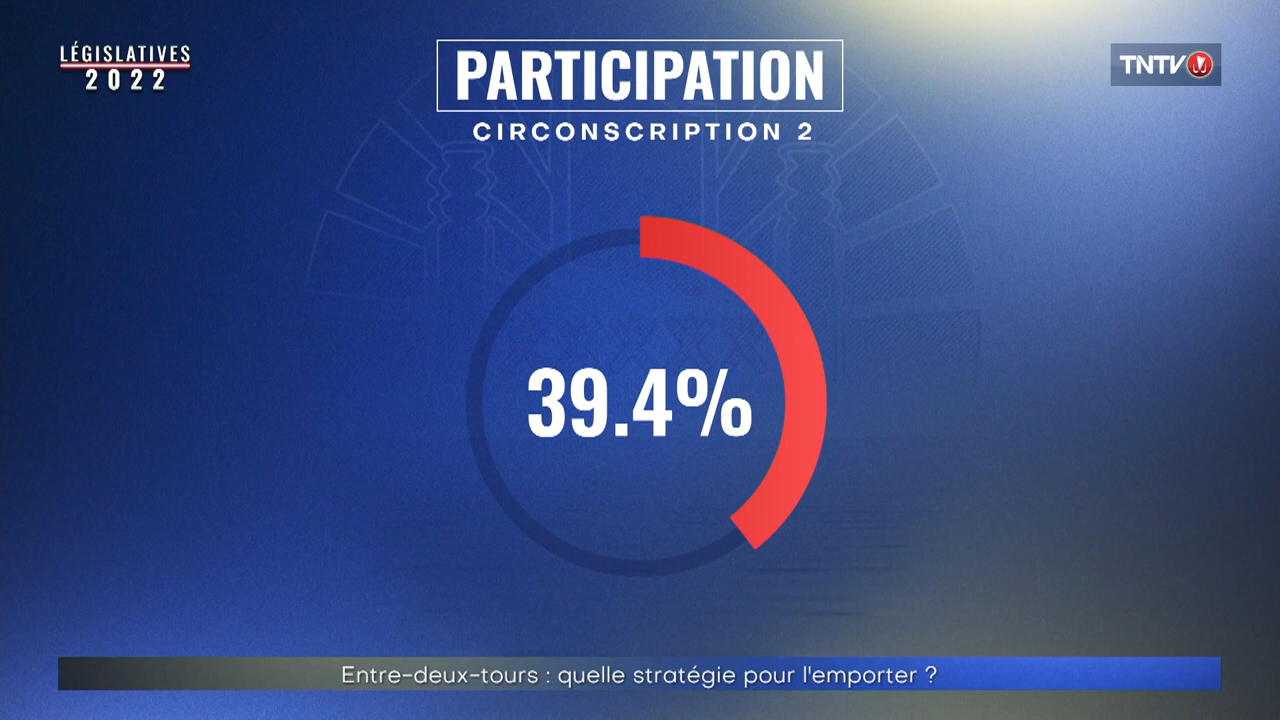 LÉGISLATIVES
2022
PARTICIPATION
CIRCONSCRIPTION 2
TNTV
39.4%
Entre-deux-tours : quelle stratégie pour l'emporter ?